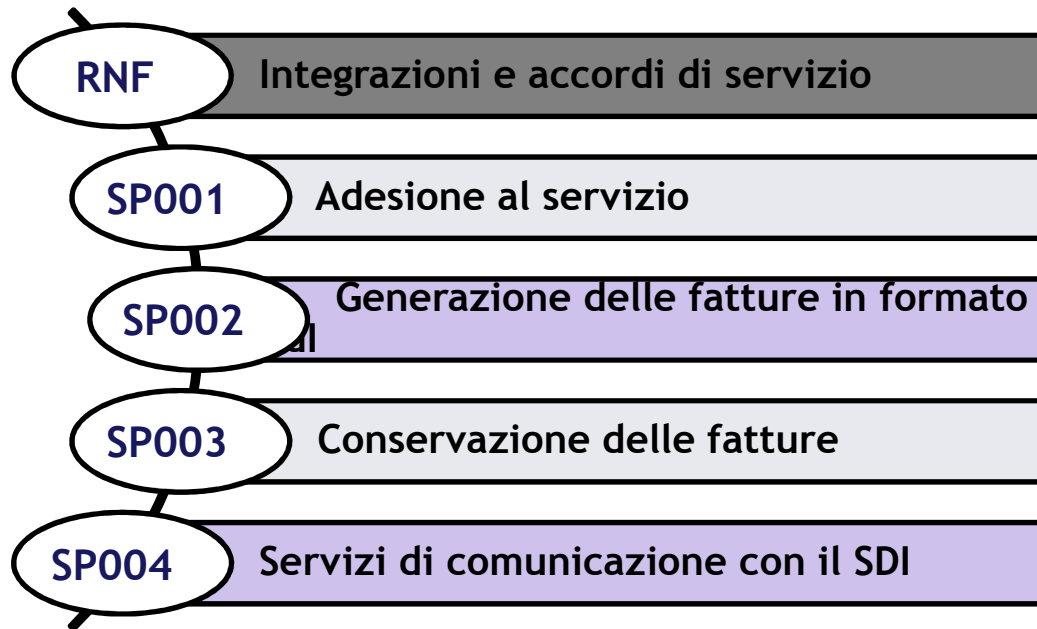 RNF Integrazioni e accordi di servizio
SP001 Adesione al servizio
SP002 Generazione delle fatture in formato
SP003 Conservazione delle fatture
SP004 Servizi di comunicazione con il SDI